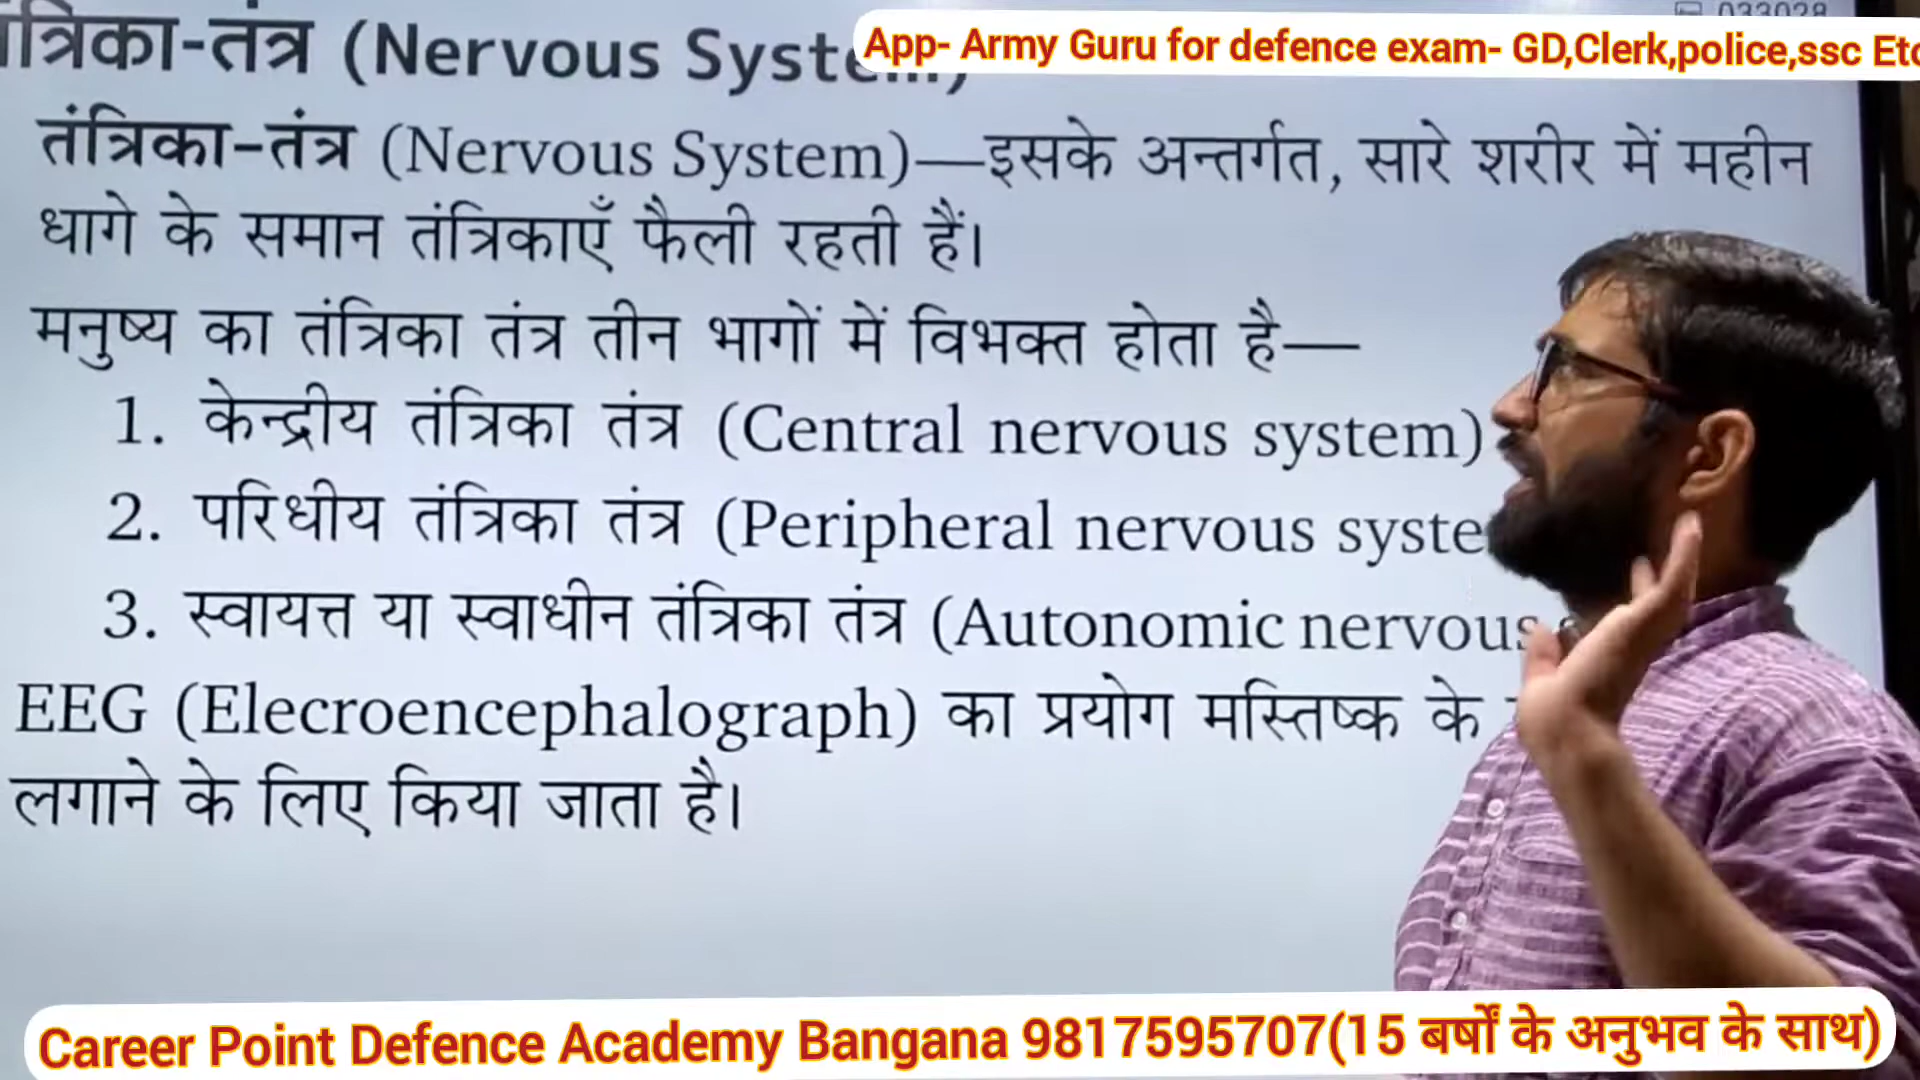 033028
App- Army Guru for defence exam- GD,Clerk,police,ssc Etc
तंत्रिका-तंत्र (Nervous System)
तंत्रिका-तंत्र (Nervous System)—इसके अन्तर्गत, सारे शरीर में महीन
धागे के समान तंत्रिकाएँ फैली रहती हैं।
मनुष्य का तंत्रिका तंत्र तीन भागों में विभक्त होता है—
1. केन्द्रीय तंत्रिका तंत्र (Central nervous system)
2. परिधीय तंत्रिका तंत्र (Peripheral nervous syste
3. स्वायत्त या स्वाधीन तंत्रिका तंत्र (Autonomic nervous
EEG (Elecroencephalograph) का प्रयोग मस्तिष्क के
लगाने के लिए किया जाता है।
Career Point Defence Academy Bangana 9817595707(15 बर्षों के अनुभव के साथ)